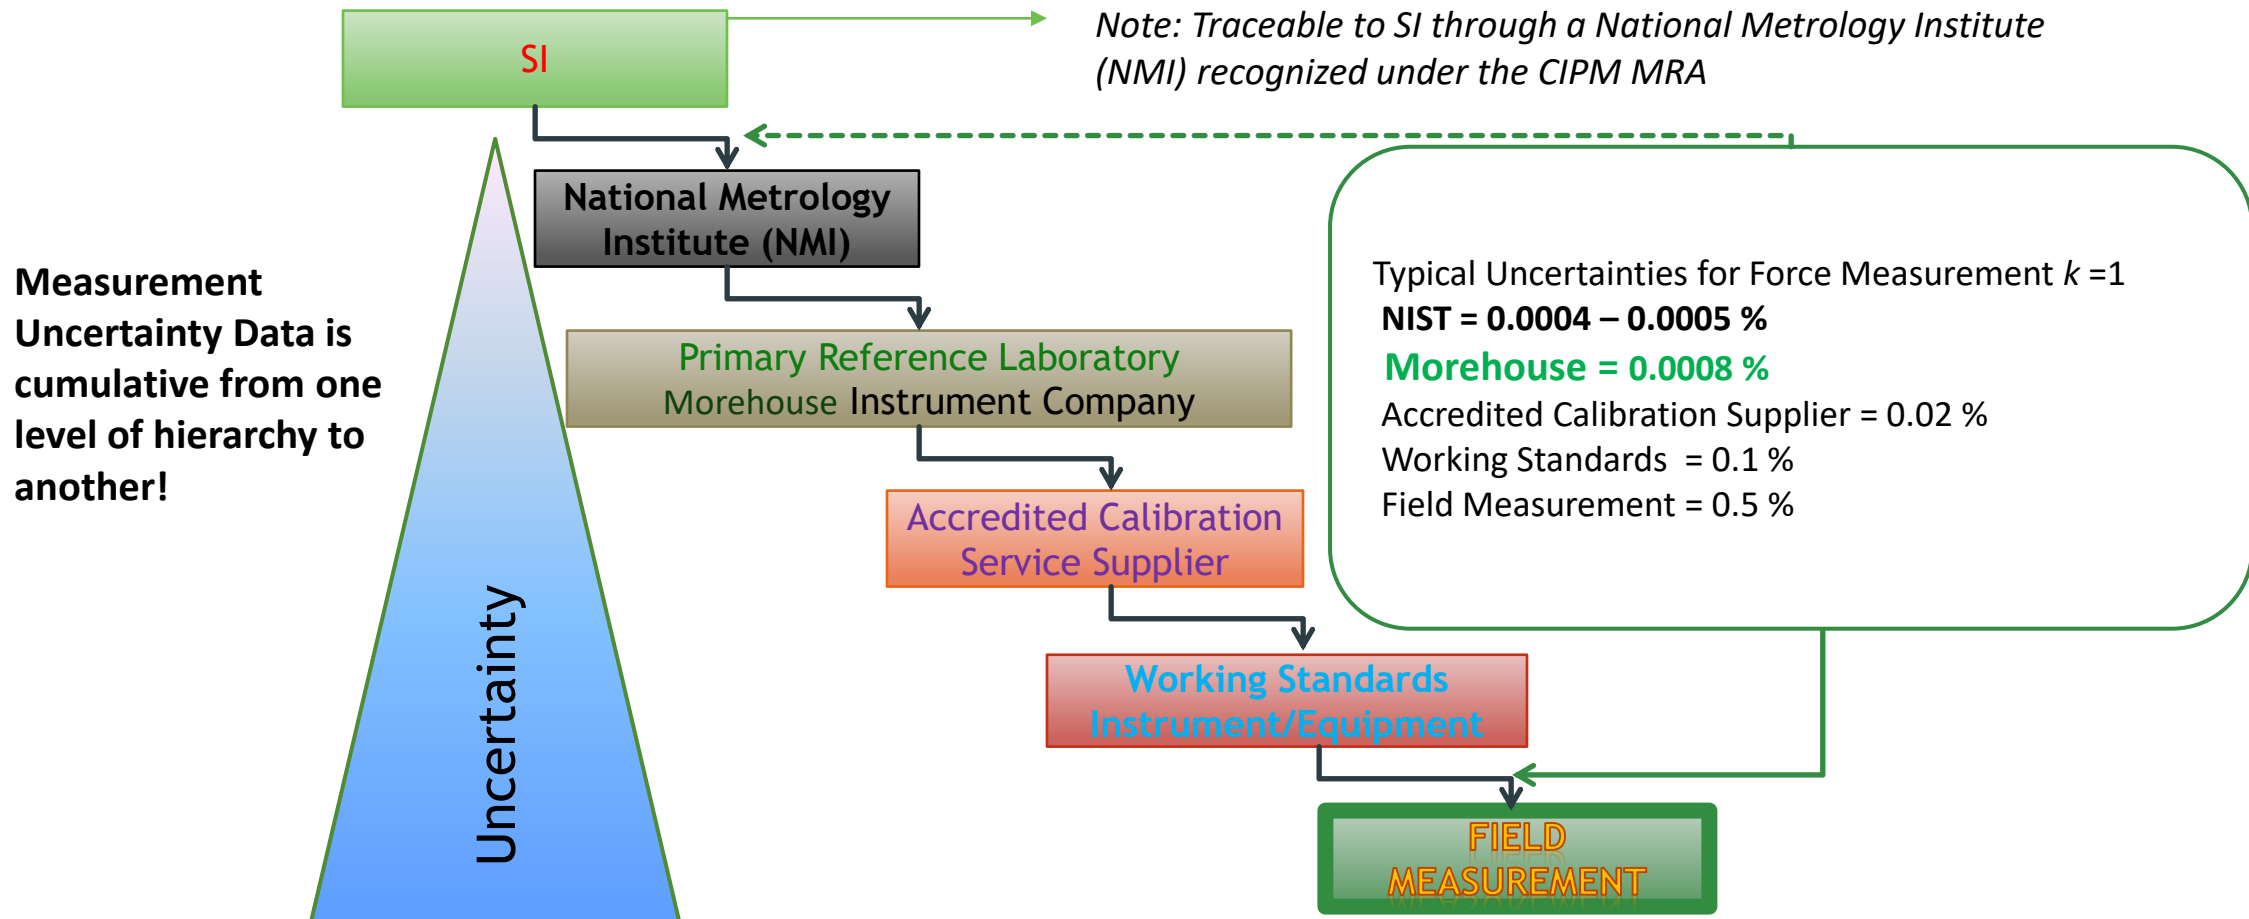 SI
Note: Traceable to SI through a National Metrology Institute
(NMI) recognized under the CIPM MRA
National Metrology
Institute (NMI)
Measurement
Uncertainty Data is
cumulative from one
level of hierarchy to
another!
Primary Reference Laboratory
Morehouse Instrument Company
Accredited Calibration
Service Supplier
Working Standards
Instrument/Equipment
FIELD
MEASUREMENT
Uncertainty
Typical Uncertainties for Force Measurement k =1
NIST = 0.0004 – 0.0005 %
Morehouse = 0.0008 %
Accredited Calibration Supplier = 0.02 %
Working Standards  = 0.1 %
Field Measurement = 0.5 %